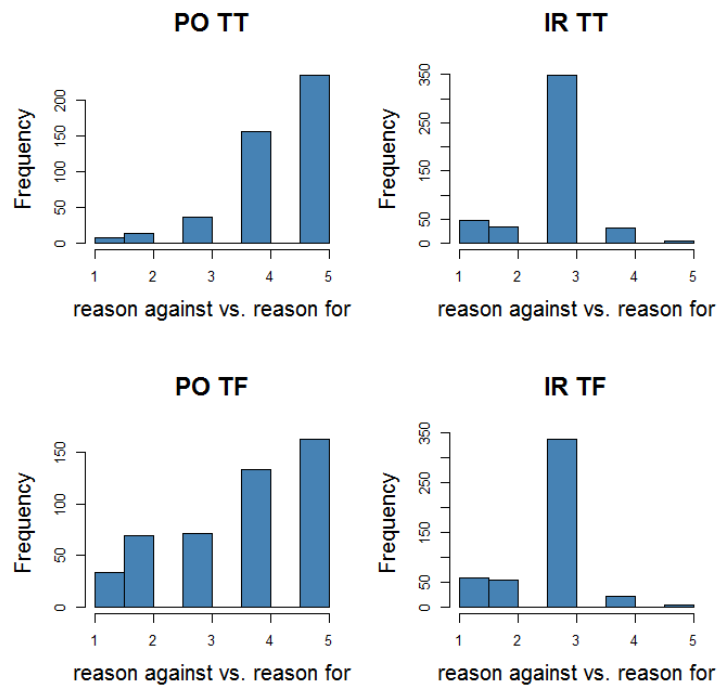 PO TT
IR TT
Frequency
0 50 100 150 200
1 2 3 4 5
reason against vs. reason for
Frequency
0 50 150 250 350
1 2 3 4 5
reason against vs. reason for
PO TF
IR TF
Frequency
0 50 100 150
1 2 3 4 5
reason against vs. reason for
Frequency
0 50 150 250 350
1 2 3 4 5
reason against vs. reason for